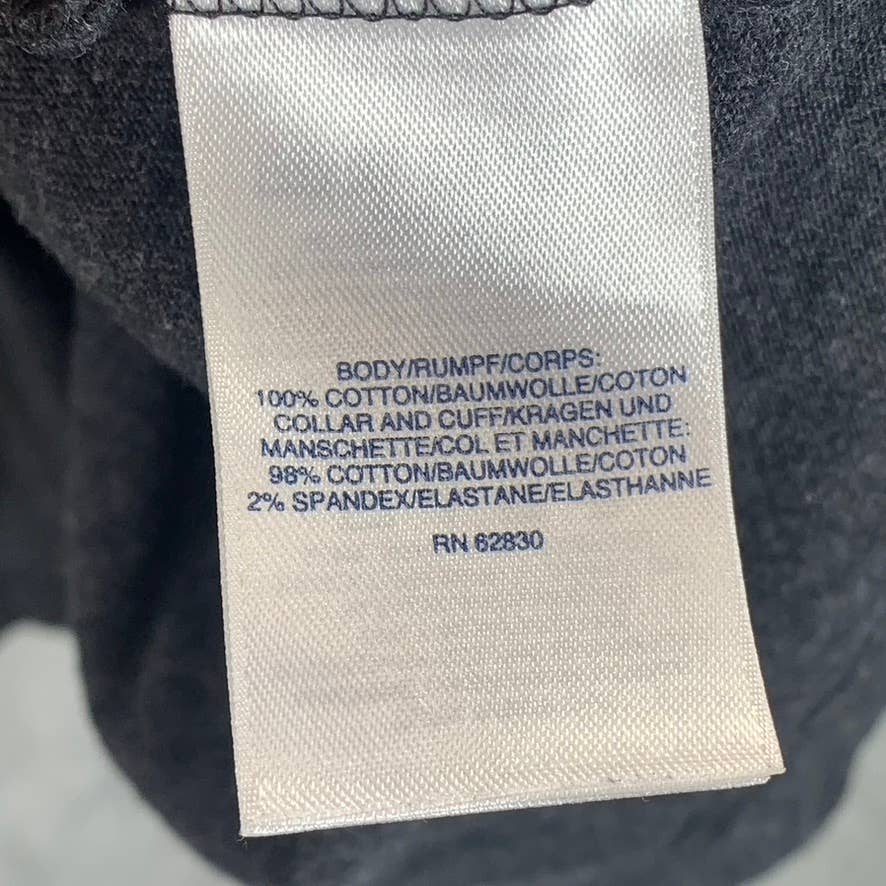 BODY/RUMPF/CORPS:
100% COTTON/BAUMWOLLE/COTON
COLLAR AND CUFF/KRAGEN UND
MANSCHETTE/COL ET MANCHETTE:
98% COTTON/BAUMWOLLE/COTON
2% SPANDEX/ELASTANE/ELASTHANNE
RN 62830